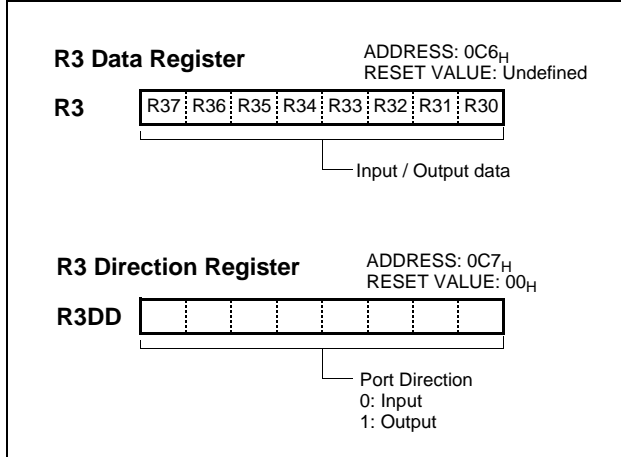 R3 Data Register
ADDRESS: 0C6H
RESET VALUE: Undefined
R3
R37 R36 R35 R34 R33 R32 R31 R30
Input / Output data
R3 Direction Register
ADDRESS: 0C7H
RESET VALUE: 00H
R3DD
Port Direction
0: Input
1: Output